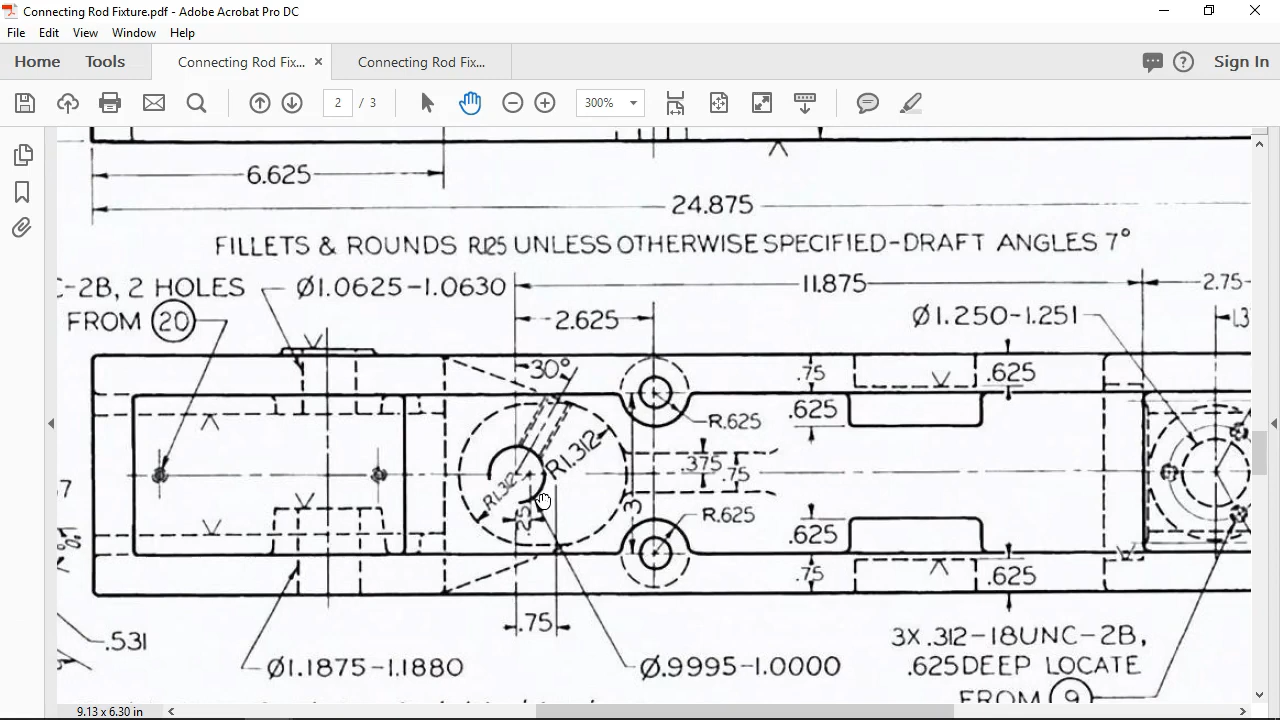 Connecting Rod Fixture.pdf - Adobe Acrobat Pro DC
File Edit View Window Help
Home Tools Connecting Rod Fix... × Connecting Rod Fix... Sign In
2 / 3 300%
6.625
24.875
FILLETS & ROUNDS R.125 UNLESS OTHERWISE SPECIFIED-DRAFT ANGLES 7°
C-2B, 2 HOLES Ø1.0625-1.0630 11.875 2.75
FROM 20 2.625 Ø1.250-1.251 1.3
30° .75 .625
R.625 .625
R1.312 .375 .75
R1.312
7 .25 3 R.625
.625
.75 .625
.75
.531
Ø1.1875-1.1880 Ø.9995-1.0000
3X .312-18UNC-2B,
.625 DEEP LOCATE
FROM 9
9.13 x 6.30 in